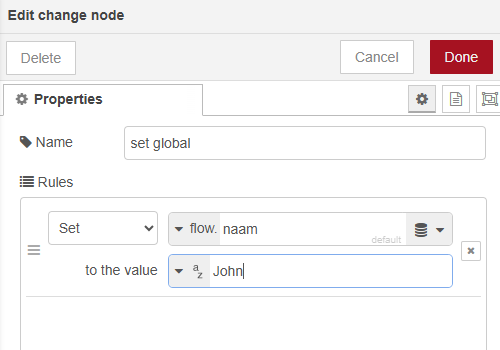 Edit change node
Delete
Cancel
Done
Properties
Name
set global
Rules
Set
flow. naam
default
to the value
az John